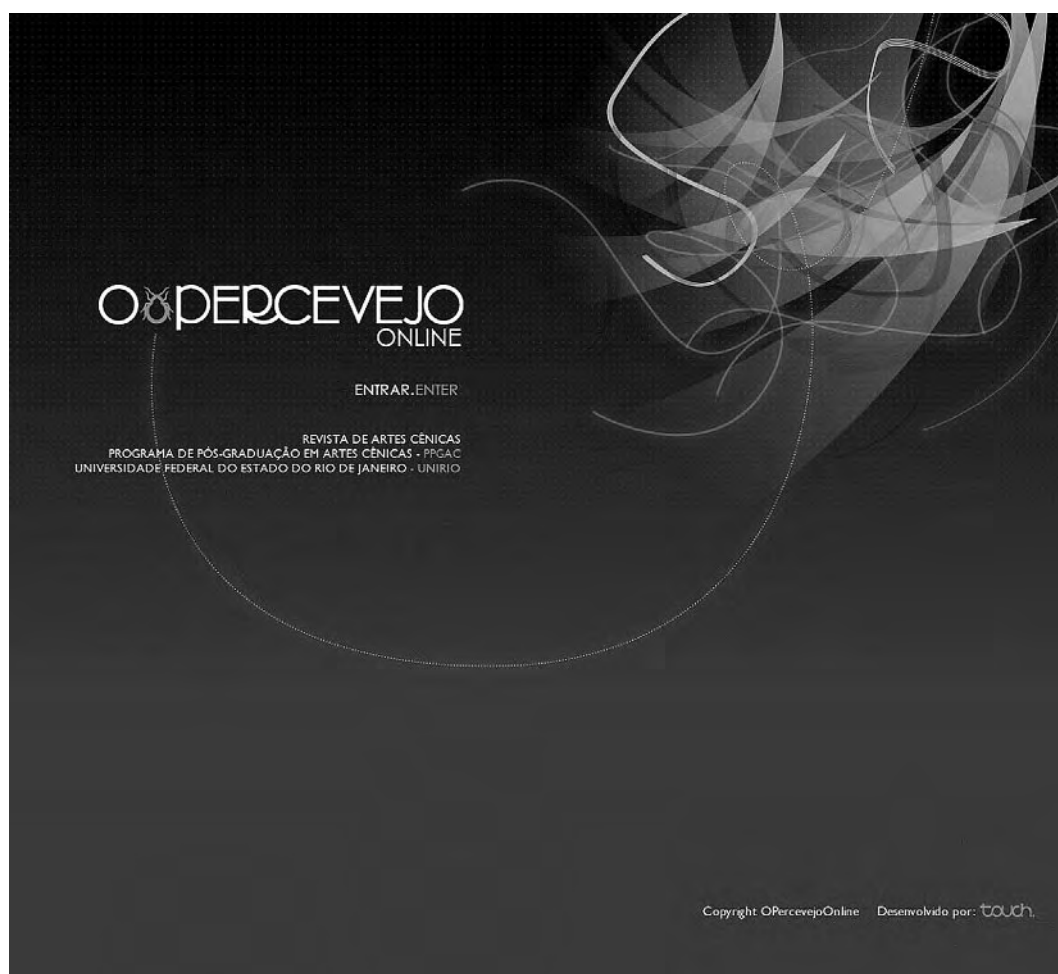 O PERCEVEJO
ONLINE
ENTRAR.ENTER
REVISTA DE ARTES CÊNICAS
PROGRAMA DE PÓS-GRADUAÇÃO EM ARTES CÊNICAS - PPGAC
UNIVERSIDADE FEDERAL DO ESTADO DO RIO DE JANEIRO - UNIRIO
Copyright OPercevejoOnline Desenvolvido por: touch.